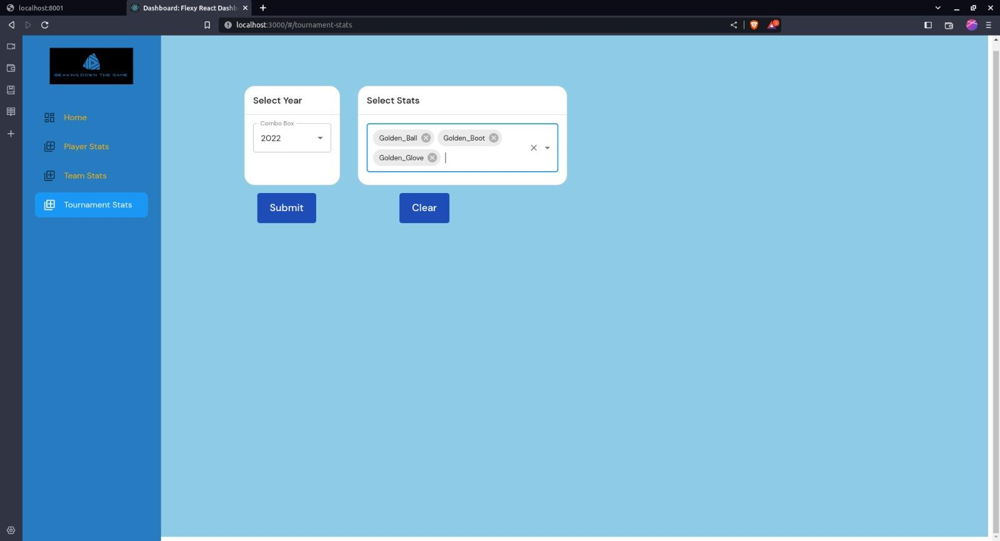 localhost:8001
Dashboard: Flexy React Dashb
localhost:3000/#/tournament-stats
BEAKING DOWN THE GAME
Home
Player Stats
Team Stats
Tournament Stats
Select Year
Combo Box
2022
Select Stats
Golden_Ball
Golden_Boot
Golden_Glove
Submit
Clear